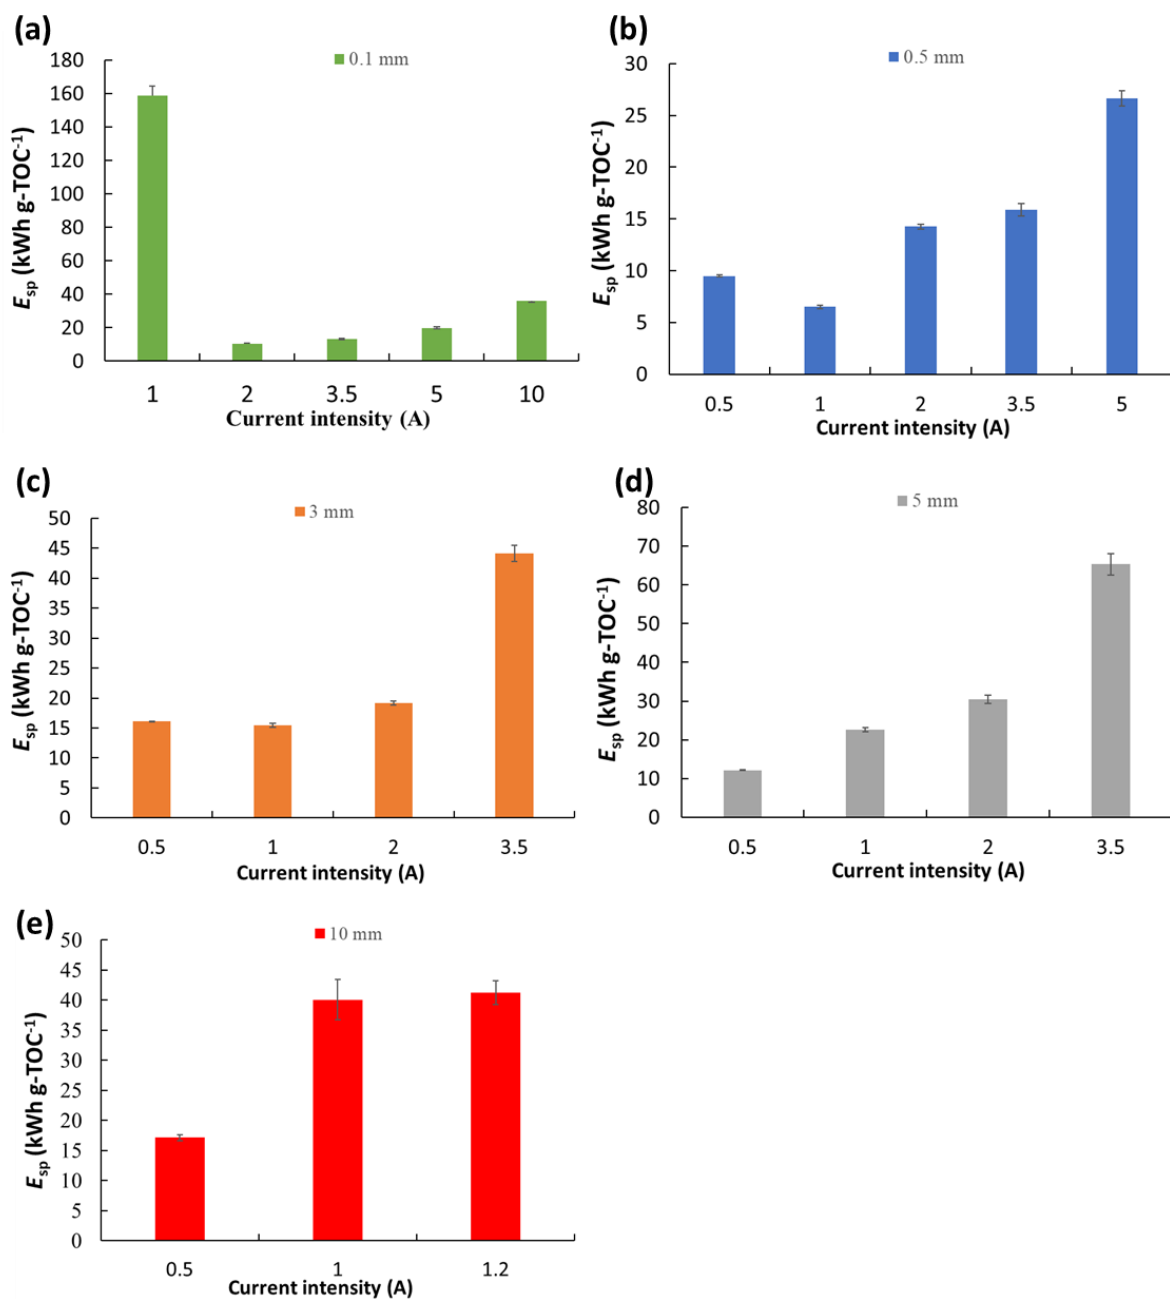 (a)
0.1 mm
180
160
140
120
100
80
60
40
20
0
E_sp (kWh g-TOC⁻¹)
1 2 3.5 5 10
Current intensity (A)
(b)
0.5 mm
30
25
20
15
10
5
0
E_sp (kWh g-TOC⁻¹)
0.5 1 2 3.5 5
Current intensity (A)
(c)
3 mm
50
45
40
35
30
25
20
15
10
5
0
E_sp (kWh g-TOC⁻¹)
0.5 1 2 3.5
Current intensity (A)
(d)
5 mm
80
70
60
50
40
30
20
10
0
E_sp (kWh g-TOC⁻¹)
0.5 1 2 3.5
Current intensity (A)
(e)
10 mm
50
45
40
35
30
25
20
15
10
5
0
E_sp (kWh g-TOC⁻¹)
0.5 1 1.2
Current intensity (A)